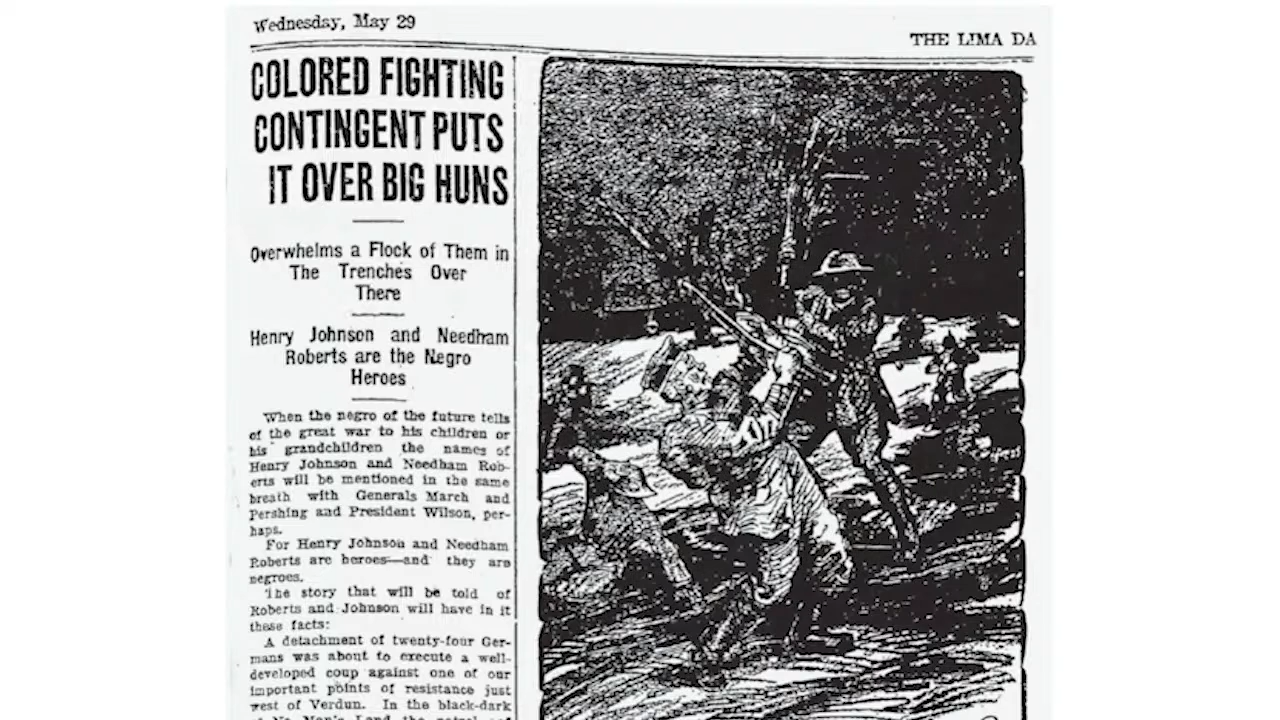 Wednesday, May 29
THE LIMA DA
COLORED FIGHTING
CONTINGENT PUTS
IT OVER BIG HUNS
Overwhelms a Flock of Them in
The Trenches Over
There
Henry Johnson and Needham
Roberts are the Negro
Heroes
When the negro of the future tells
of the great war to his children or
his grandchildren the names of
Henry Johnson and Needham Rob-
erts will be mentioned in the same
breath with Generals March and
Pershing and President Wilson, per-
haps.
For Henry Johnson and Needham
Roberts are heroes—and they are
negroes.
The story that will be told of
Roberts and Johnson will have in it
these facts:
A detachment of twenty-four Ger-
mans was about to execute a well-
developed coup against one of our
important points of resistance just
west of Verdun. In the black-dark
of No Man's Land the patrol